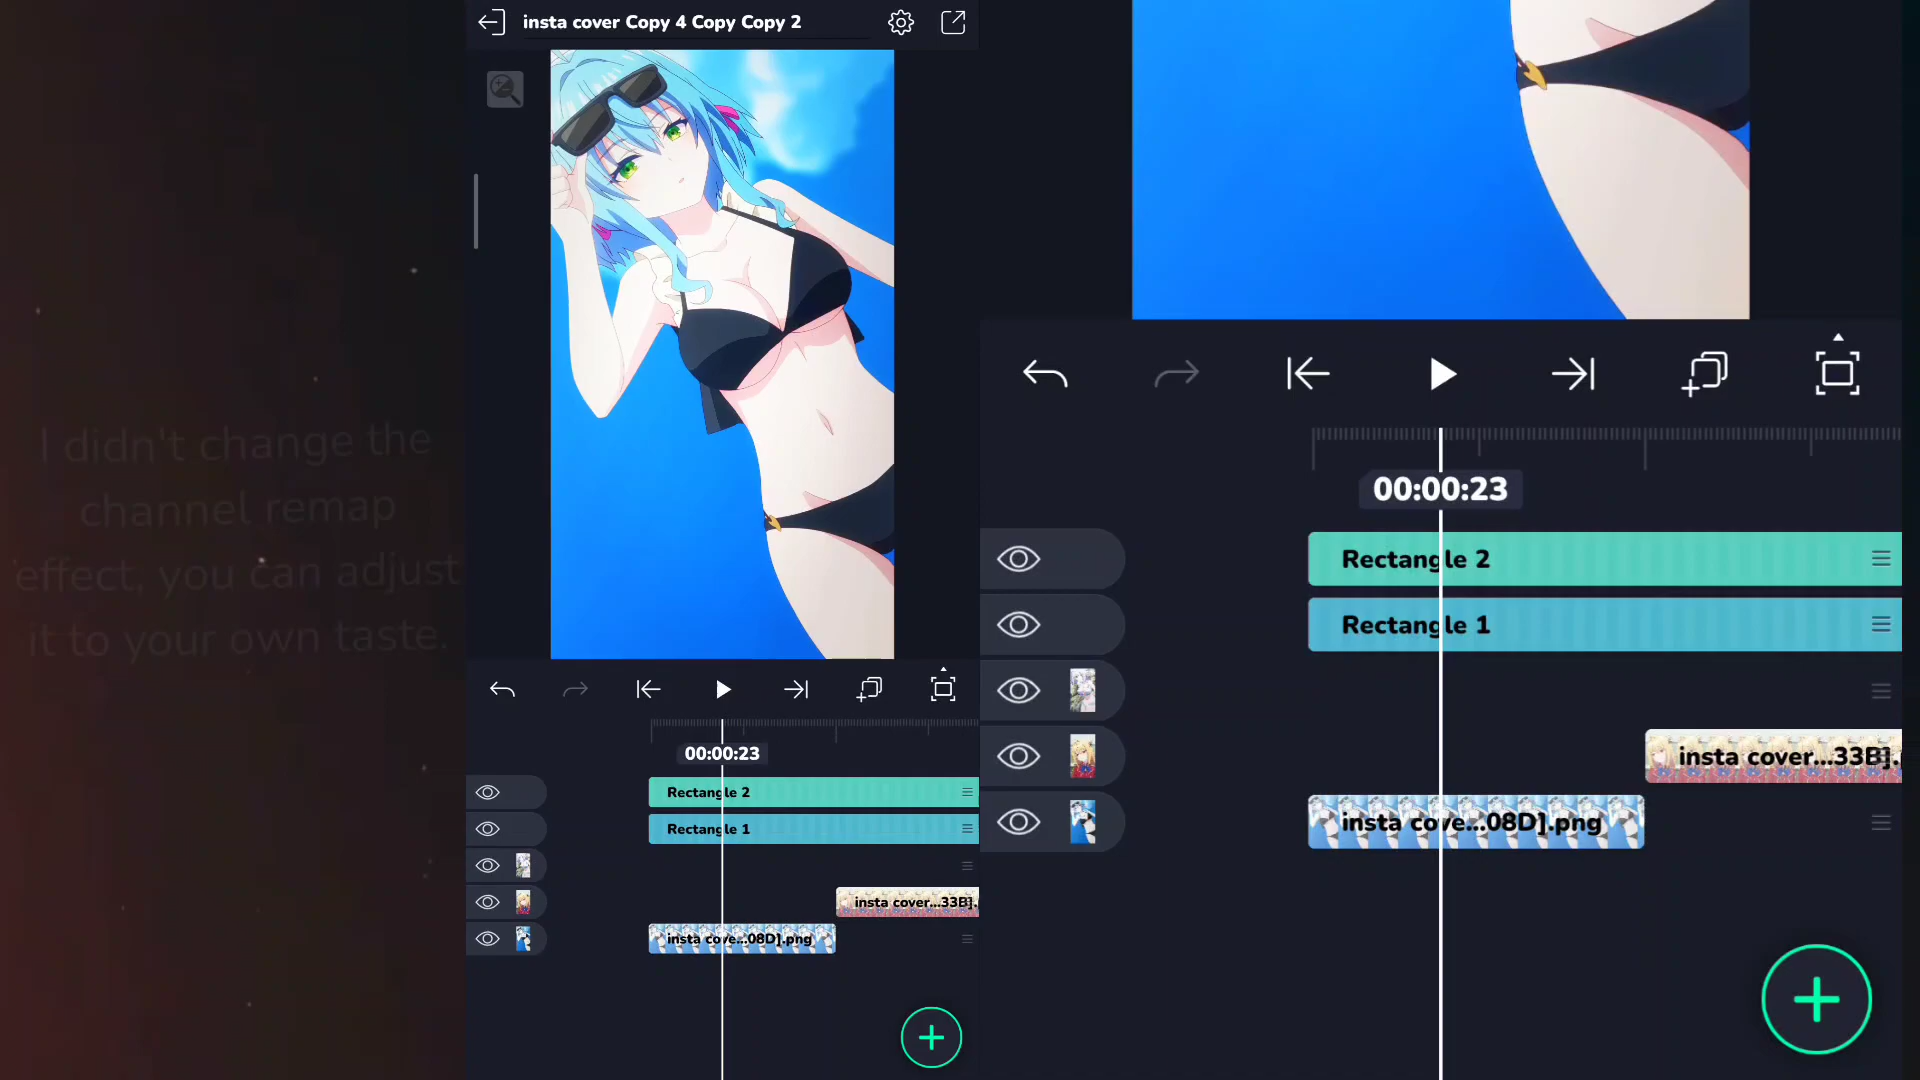 insta cover Copy 4 Copy Copy 2
I didn't change the
channel remap
effect, you can adjust
it to your own taste.
00:00:23
Rectangle 2
Rectangle 1
insta cover...33B].
insta cove...08D].png
00:00:23
Rectangle 2
Rectangle 1
insta cover...33B].
insta cove...08D].png